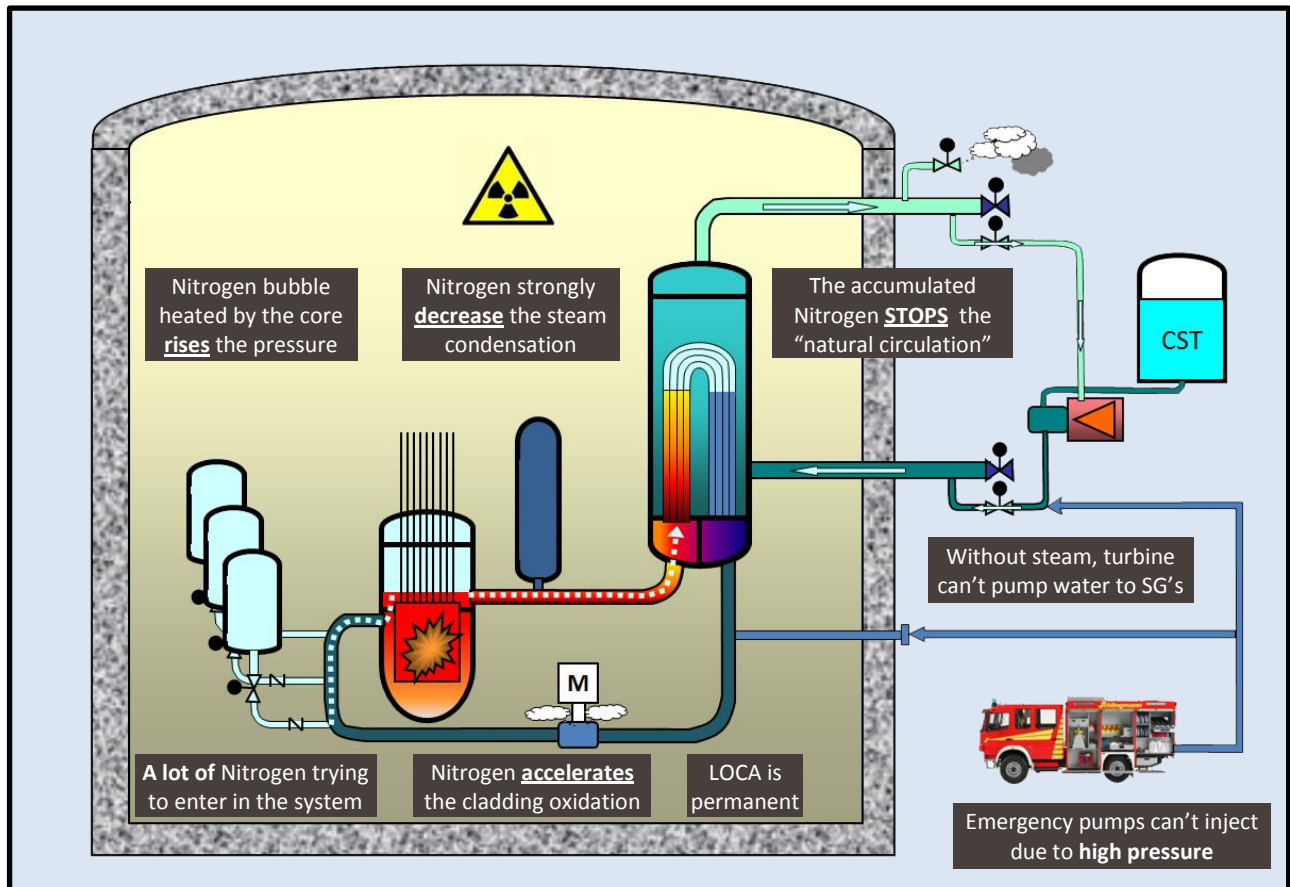 Nitrogen bubble
heated by the core
rises the pressure
Nitrogen strongly
decrease the steam
condensation
The accumulated
Nitrogen STOPS the
“natural circulation”
CST
Without steam, turbine
can’t pump water to SG’s
M
A lot of Nitrogen trying
to enter in the system
Nitrogen accelerates
the cladding oxidation
LOCA is
permanent
Emergency pumps can’t inject
due to high pressure